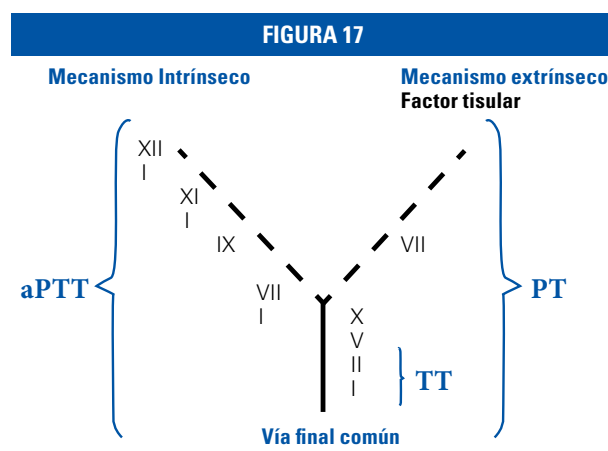 FIGURA 17
Mecanismo Intrínseco
Mecanismo extrínseco
Factor tisular
XII
I
XI
I
IX
VII
VII
I
aPTT
PT
X
V
II
I
TT
Vía final común